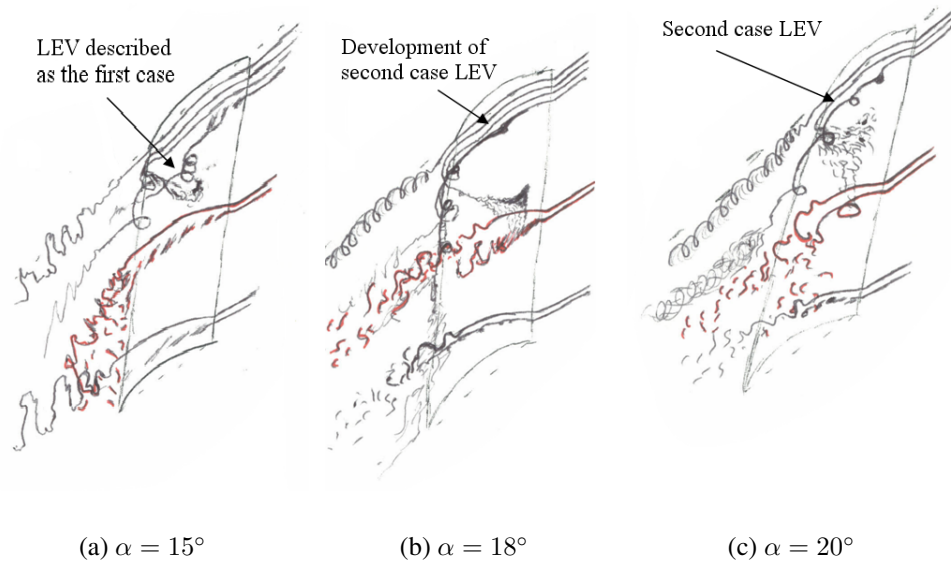 LEV described
as the first case
Development of
second case LEV
Second case LEV
(a) α = 15°
(b) α = 18°
(c) α = 20°